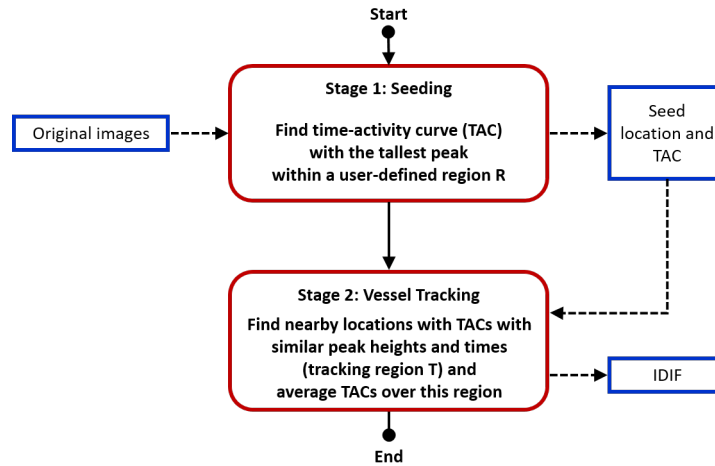 Start
Stage 1: Seeding
Find time-activity curve (TAC)
with the tallest peak
within a user-defined region R
Original images
Seed
location and
TAC
Stage 2: Vessel Tracking
Find nearby locations with TACs with
similar peak heights and times
(tracking region T) and
average TACs over this region
IDIF
End